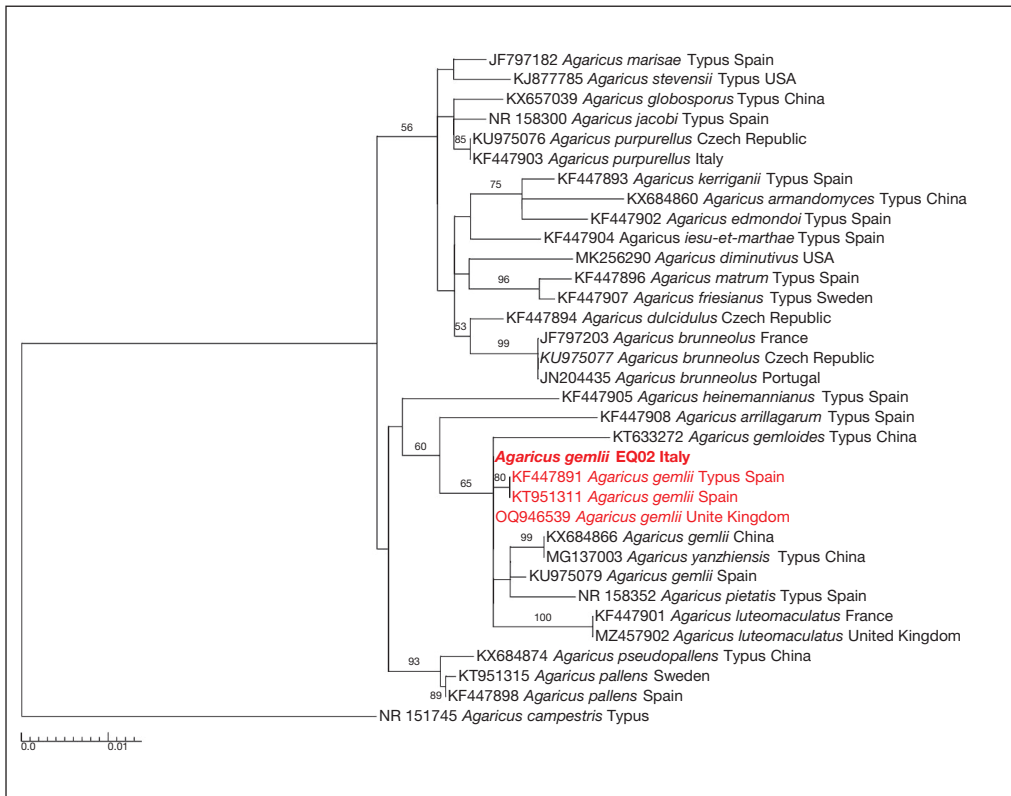 JF797182 Agaricus marisae Typus Spain
KJ877785 Agaricus stevensii Typus USA
KX657039 Agaricus globosporus Typus China
56
NR 158300 Agaricus jacobi Typus Spain
85
KU975076 Agaricus purpurellus Czech Republic
KF447903 Agaricus purpurellus Italy
KF447893 Agaricus kerriganii Typus Spain
75
KX684860 Agaricus armandomyces Typus China
KF447902 Agaricus edmondoi Typus Spain
KF447904 Agaricus iesu-et-marthae Typus Spain
MK256290 Agaricus diminutivus USA
96
KF447896 Agaricus matrum Typus Spain
KF447907 Agaricus friesianus Typus Sweden
KF447894 Agaricus dulcidulus Czech Republic
53
JF797203 Agaricus brunneolus France
99
KU975077 Agaricus brunneolus Czech Republic
JN204435 Agaricus brunneolus Portugal
KF447905 Agaricus heinemannianus Typus Spain
KF447908 Agaricus arrillagarum Typus Spain
KT633272 Agaricus gemloides Typus China
60
Agaricus gemlii EQ02 Italy
80
KF447891 Agaricus gemlii Typus Spain
65
KT951311 Agaricus gemlii Spain
OQ946539 Agaricus gemlii Unite Kingdom
99
KX684866 Agaricus gemlii China
MG137003 Agaricus yanzhiensis Typus China
KU975079 Agaricus gemlii Spain
NR 158352 Agaricus pietatis Typus Spain
100
KF447901 Agaricus luteomaculatus France
MZ457902 Agaricus luteomaculatus United Kingdom
KX684874 Agaricus pseudopallens Typus China
93
KT951315 Agaricus pallens Sweden
89
KF447898 Agaricus pallens Spain
NR 151745 Agaricus campestris Typus
0.0 0.01